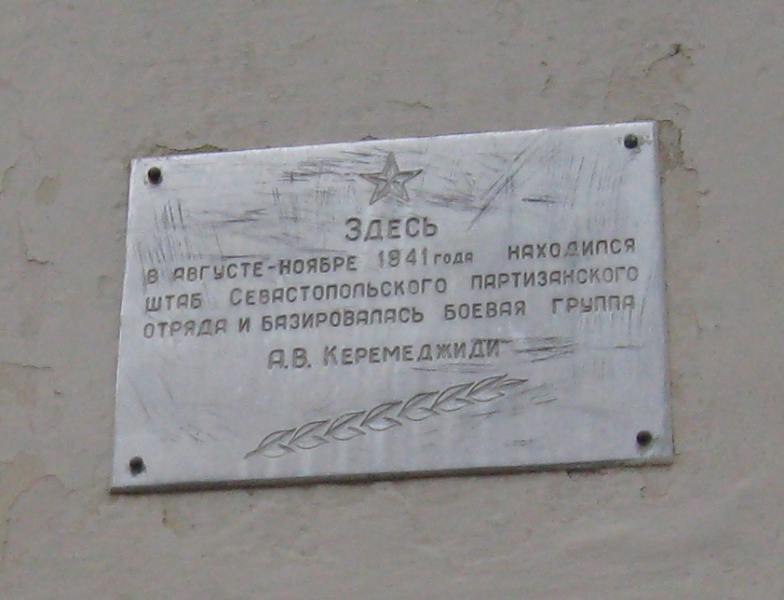 ЗДЕСЬ
В АВГУСТЕ-НОЯБРЕ 1941 ГОДА НАХОДИЛСЯ
ШТАБ СЕВАСТОПОЛЬСКОГО ПАРТИЗАНСКОГО
ОТРЯДА И БАЗИРОВАЛАСЬ БОЕВАЯ ГРУППА
А.В. КЕРЕМЕДЖИДИ